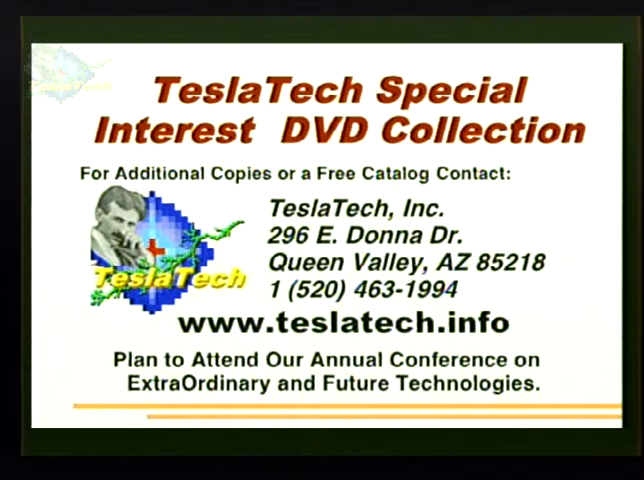 TeslaTech
TeslaTech Special
Interest DVD Collection
For Additional Copies or a Free Catalog Contact:
TeslaTech, Inc.
296 E. Donna Dr.
Queen Valley, AZ 85218
1 (520) 463-1994
TeslaTech
www.teslatech.info
Plan to Attend Our Annual Conference on
ExtraOrdinary and Future Technologies.